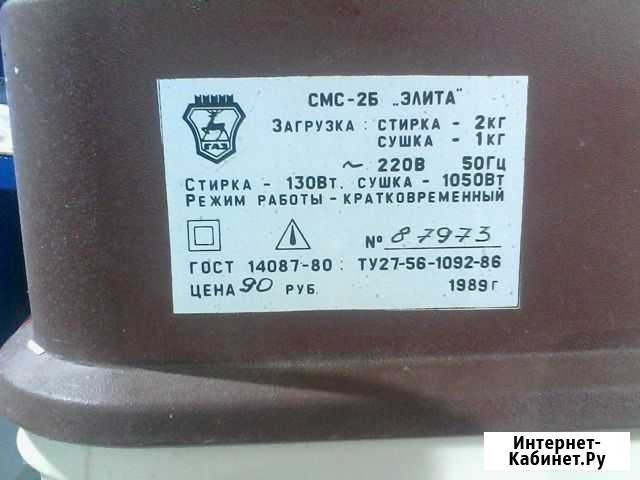 СМС-2Б „ЭЛИТА"
ГАЗ
ЗАГРУЗКА : СТИРКА - 2КГ
СУШКА - 1КГ
~ 220В 50ГЦ
СТИРКА - 130ВТ. СУШКА - 1050ВТ
РЕЖИМ РАБОТЫ - КРАТКОВРЕМЕННЫЙ
№ 87973
ГОСТ 14087-80 : ТУ27-56-1092-86
ЦЕНА 90 РУБ. 1989 г
Интернет-
Кабинет.Ру